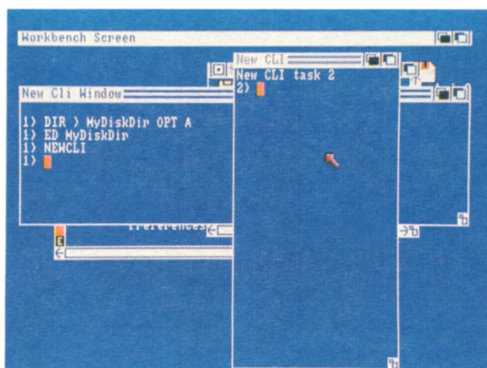 Workbench Screen
New CLI
New CLI task 2
2>
New Cli Window
1> DIR > MyDiskDir OPT A
1> ED MyDiskDir
1> NEWCLI
1>
Preferences
E